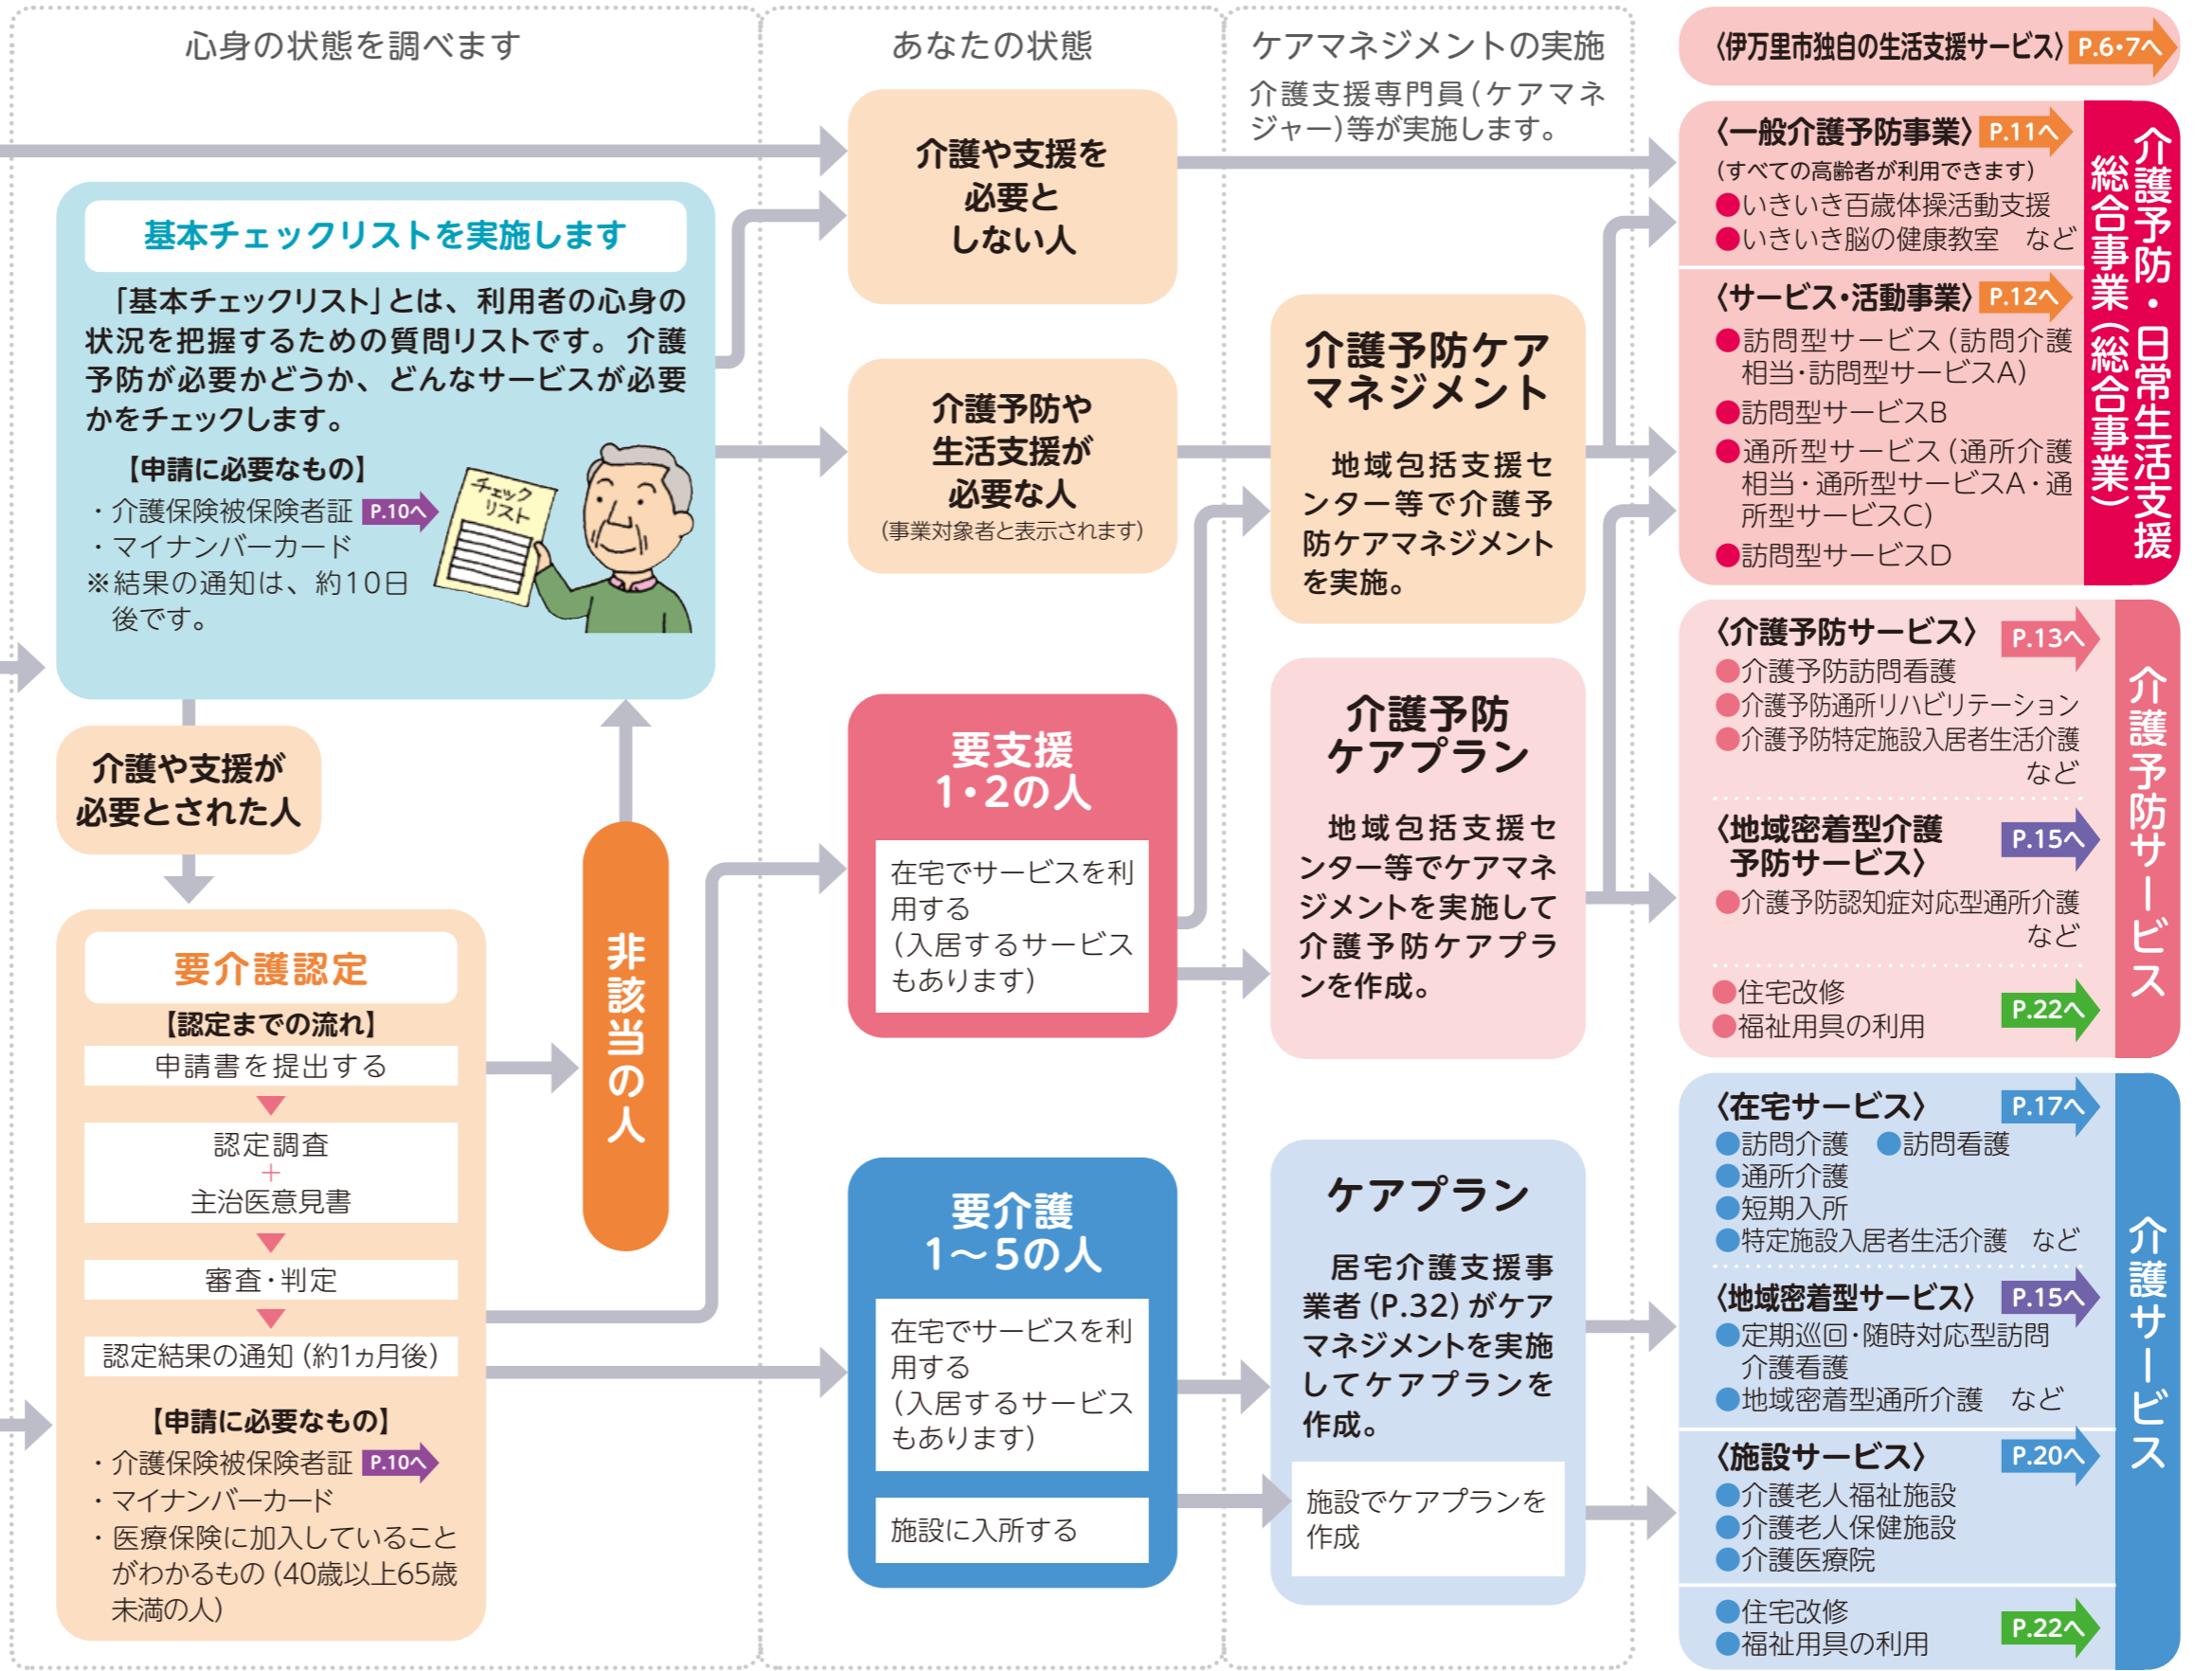 心身の状態を調べます
基本チェックリストを実施します
「基本チェックリスト」とは、利用者の心身の
状況を把握するための質問リストです。介護
予防が必要かどうか、どんなサービスが必要
かをチェックします。
【申請に必要なもの】
・介護保険被保険者証 P.10へ
・マイナンバーカード
※結果の通知は、約10日
後です。
チェック
リスト
介護や支援が
必要とされた人
要介護認定
【認定までの流れ】
申請書を提出する
認定調査
+
主治医意見書
審査・判定
認定結果の通知（約1ヵ月後）
【申請に必要なもの】
・介護保険被保険者証 P.10へ
・マイナンバーカード
・医療保険に加入していること
がわかるもの（40歳以上65歳
未満の人）
非該当の人
あなたの状態
介護や支援を
必要と
しない人
介護予防や
生活支援が
必要な人
（事業対象者と表示されます）
要支援
1・2の人
在宅でサービスを利
用する
（入居するサービス
もあります）
要介護
1〜5の人
在宅でサービスを利
用する
（入居するサービス
もあります）
施設に入所する
ケアマネジメントの実施
介護支援専門員（ケアマネ
ジャー）等が実施します。
介護予防ケア
マネジメント
地域包括支援セ
ンター等で介護予
防ケアマネジメント
を実施。
介護予防
ケアプラン
地域包括支援セ
ンター等でケアマネ
ジメントを実施して
介護予防ケアプラ
ンを作成。
ケアプラン
居宅介護支援事
業者（P.32）がケア
マネジメントを実施
してケアプランを
作成。
施設でケアプランを
作成
〈伊万里市独自の生活支援サービス〉 P.6・7へ
〈一般介護予防事業〉 P.11へ
（すべての高齢者が利用できます）
●いきいき百歳体操活動支援
●いきいき脳の健康教室　など
〈サービス・活動事業〉 P.12へ
●訪問型サービス（訪問介護
相当・訪問型サービスA）
●訪問型サービスB
●通所型サービス（通所介護
相当・通所型サービスA・通
所型サービスC）
●訪問型サービスD
介護予防・日常生活支援
総合事業（総合事業）
〈介護予防サービス〉 P.13へ
●介護予防訪問看護
●介護予防通所リハビリテーション
●介護予防特定施設入居者生活介護
など
〈地域密着型介護
予防サービス〉 P.15へ
●介護予防認知症対応型通所介護
など
●住宅改修
●福祉用具の利用 P.22へ
介護予防サービス
〈在宅サービス〉 P.17へ
●訪問介護　●訪問看護
●通所介護
●短期入所
●特定施設入居者生活介護　など
〈地域密着型サービス〉 P.15へ
●定期巡回・随時対応型訪問
介護看護
●地域密着型通所介護　など
〈施設サービス〉 P.20へ
●介護老人福祉施設
●介護老人保健施設
●介護医療院
●住宅改修
●福祉用具の利用 P.22へ
介護サービス